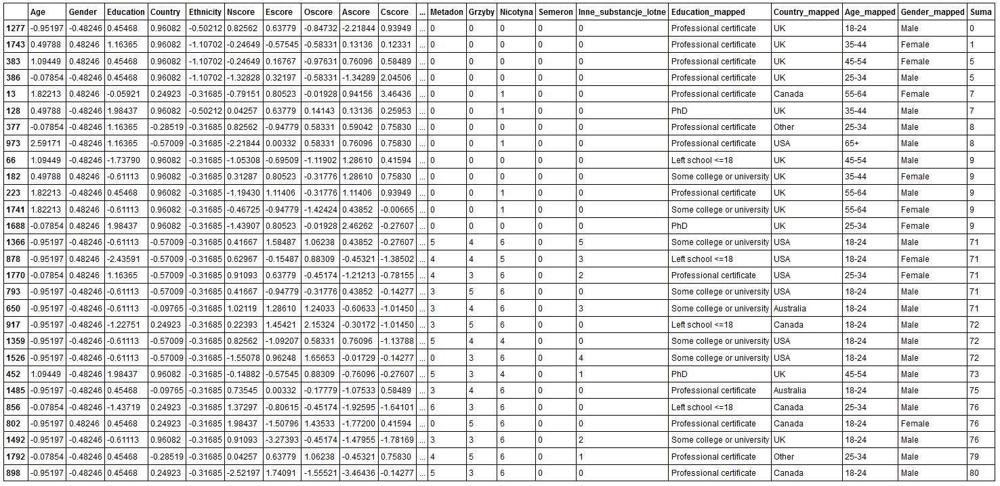 Age Gender Education Country Ethnicity Nscore Escore Oscore Ascore Cscore ... Metadon Grzyby Nicotyna Semeron Inne_substancje_lotne Education_mapped Country_mapped Age_mapped Gender_mapped Suma
1277 -0.95197 -0.48246 0.45468 0.96082 -0.50212 0.82562 0.63779 -0.84732 -2.21844 0.93949 ... 0 0 0 0 0 Professional certificate UK 18-24 Male 0
1743 0.49788 0.48246 1.16365 0.96082 -1.10702 -0.24649 -0.57545 -0.58331 0.13136 0.12331 ... 0 0 0 0 0 Professional certificate UK 35-44 Female 1
383 1.09449 0.48246 0.45468 0.96082 -1.10702 -0.24649 0.16767 -0.97631 0.76096 0.58489 ... 0 0 0 0 0 Professional certificate UK 45-54 Female 5
386 -0.07854 -0.48246 0.45468 0.96082 -1.10702 -1.32828 0.32197 -0.58331 -1.34289 2.04506 ... 0 0 0 0 0 Professional certificate UK 25-34 Male 5
13 1.82213 0.48246 -0.05921 0.24923 -0.31685 -0.79151 0.80523 -0.01928 0.94156 3.46436 ... 0 0 1 0 0 Professional certificate Canada 55-64 Female 7
128 0.49788 -0.48246 1.98437 0.96082 -0.50212 0.04257 0.63779 0.14143 0.13136 0.25953 ... 0 0 1 0 0 PhD UK 35-44 Male 7
377 -0.07854 -0.48246 1.16365 -0.28519 -0.31685 0.82562 -0.94779 0.58331 0.59042 0.75830 ... 0 0 0 0 0 Professional certificate Other 25-34 Male 8
973 2.59171 -0.48246 1.16365 -0.57009 -0.31685 -2.21844 0.00332 0.58331 0.76096 0.75830 ... 0 0 1 0 0 Professional certificate USA 65+ Male 8
66 1.09449 -0.48246 -1.73790 0.96082 -0.31685 -1.05308 -0.69509 -1.11902 1.28610 0.41594 ... 0 0 0 0 0 Left school <=18 UK 45-54 Male 9
182 0.49788 0.48246 -0.61113 0.96082 -0.31685 0.31287 0.80523 -0.31776 1.28610 0.75830 ... 0 0 0 0 0 Some college or university UK 35-44 Female 9
223 1.82213 -0.48246 0.45468 0.96082 -0.31685 -1.19430 1.11406 -0.31776 1.11406 0.93949 ... 0 0 1 0 0 Professional certificate UK 55-64 Male 9
1741 1.82213 0.48246 -0.61113 0.96082 -0.31685 -0.46725 -0.94779 -1.42424 0.43852 -0.00665 ... 0 0 1 0 0 Some college or university UK 55-64 Female 9
1688 -0.07854 0.48246 1.98437 0.96082 -0.31685 -1.43907 0.80523 -0.01928 2.46262 -0.27607 ... 0 0 0 0 0 PhD UK 25-34 Female 9
1366 -0.95197 -0.48246 -0.61113 -0.57009 -0.31685 0.41667 1.58487 1.06238 0.43852 -0.27607 ... 5 4 6 0 5 Some college or university USA 18-24 Male 71
878 -0.95197 0.48246 -2.43591 -0.57009 -0.31685 0.62967 -0.15487 0.88309 -0.45321 -1.38502 ... 4 4 5 0 3 Left school <=18 USA 18-24 Female 71
1770 -0.07854 0.48246 1.16365 -0.57009 -0.31685 0.91093 0.63779 -0.45174 -1.21213 -0.78155 ... 4 3 6 0 2 Professional certificate USA 25-34 Female 71
793 -0.95197 -0.48246 -0.61113 -0.57009 -0.31685 0.41667 -0.94779 -0.31776 0.43852 -0.14277 ... 3 5 6 0 0 Some college or university USA 18-24 Male 71
650 -0.95197 -0.48246 -0.61113 -0.09765 -0.31685 1.02119 1.28610 1.24033 -0.60633 -1.01450 ... 3 4 6 0 3 Some college or university Australia 18-24 Male 71
917 -0.95197 -0.48246 -1.22751 0.24923 -0.31685 0.22393 1.45421 2.15324 -0.30172 -1.01450 ... 3 5 6 0 0 Left school <=18 Canada 18-24 Male 72
1359 -0.95197 -0.48246 -0.61113 -0.57009 -0.31685 0.82562 -1.09207 0.58331 0.76096 -1.13788 ... 5 4 4 0 0 Some college or university USA 18-24 Male 72
1526 -0.95197 -0.48246 -0.61113 -0.57009 -0.31685 -1.55078 0.96248 1.65653 -0.01729 -0.14277 ... 0 3 6 0 4 Some college or university USA 18-24 Male 72
452 1.09449 -0.48246 1.98437 0.96082 -0.31685 -0.14882 -0.57545 0.88309 -0.76096 -0.27607 ... 5 3 4 0 1 PhD UK 45-54 Male 73
1485 -0.95197 -0.48246 0.45468 -0.09765 -0.31685 0.73545 0.00332 -0.17779 -1.07533 0.58489 ... 3 4 6 0 0 Professional certificate Australia 18-24 Male 75
856 -0.07854 -0.48246 -1.43719 0.24923 -0.31685 1.37297 -0.80615 -0.45174 -1.92595 -1.64101 ... 6 3 6 0 0 Left school <=18 Canada 25-34 Male 76
802 -0.95197 0.48246 0.45468 0.24923 -0.31685 1.98437 -1.50796 1.43533 -1.77200 0.41594 ... 0 5 6 0 0 Professional certificate Canada 18-24 Female 76
1492 -0.95197 -0.48246 -0.61113 0.96082 -0.31685 0.91093 -3.27393 -0.45174 -1.47955 -1.78169 ... 3 3 6 0 2 Some college or university UK 18-24 Male 76
1792 -0.07854 -0.48246 0.45468 -0.28519 -0.31685 0.04257 0.63779 1.06238 -0.45321 0.75830 ... 4 5 6 0 1 Professional certificate Other 25-34 Male 79
898 -0.95197 -0.48246 0.45468 0.24923 -0.31685 -2.52197 1.74091 -1.55521 -3.46436 -0.14277 ... 5 3 6 0 0 Professional certificate Canada 18-24 Male 80